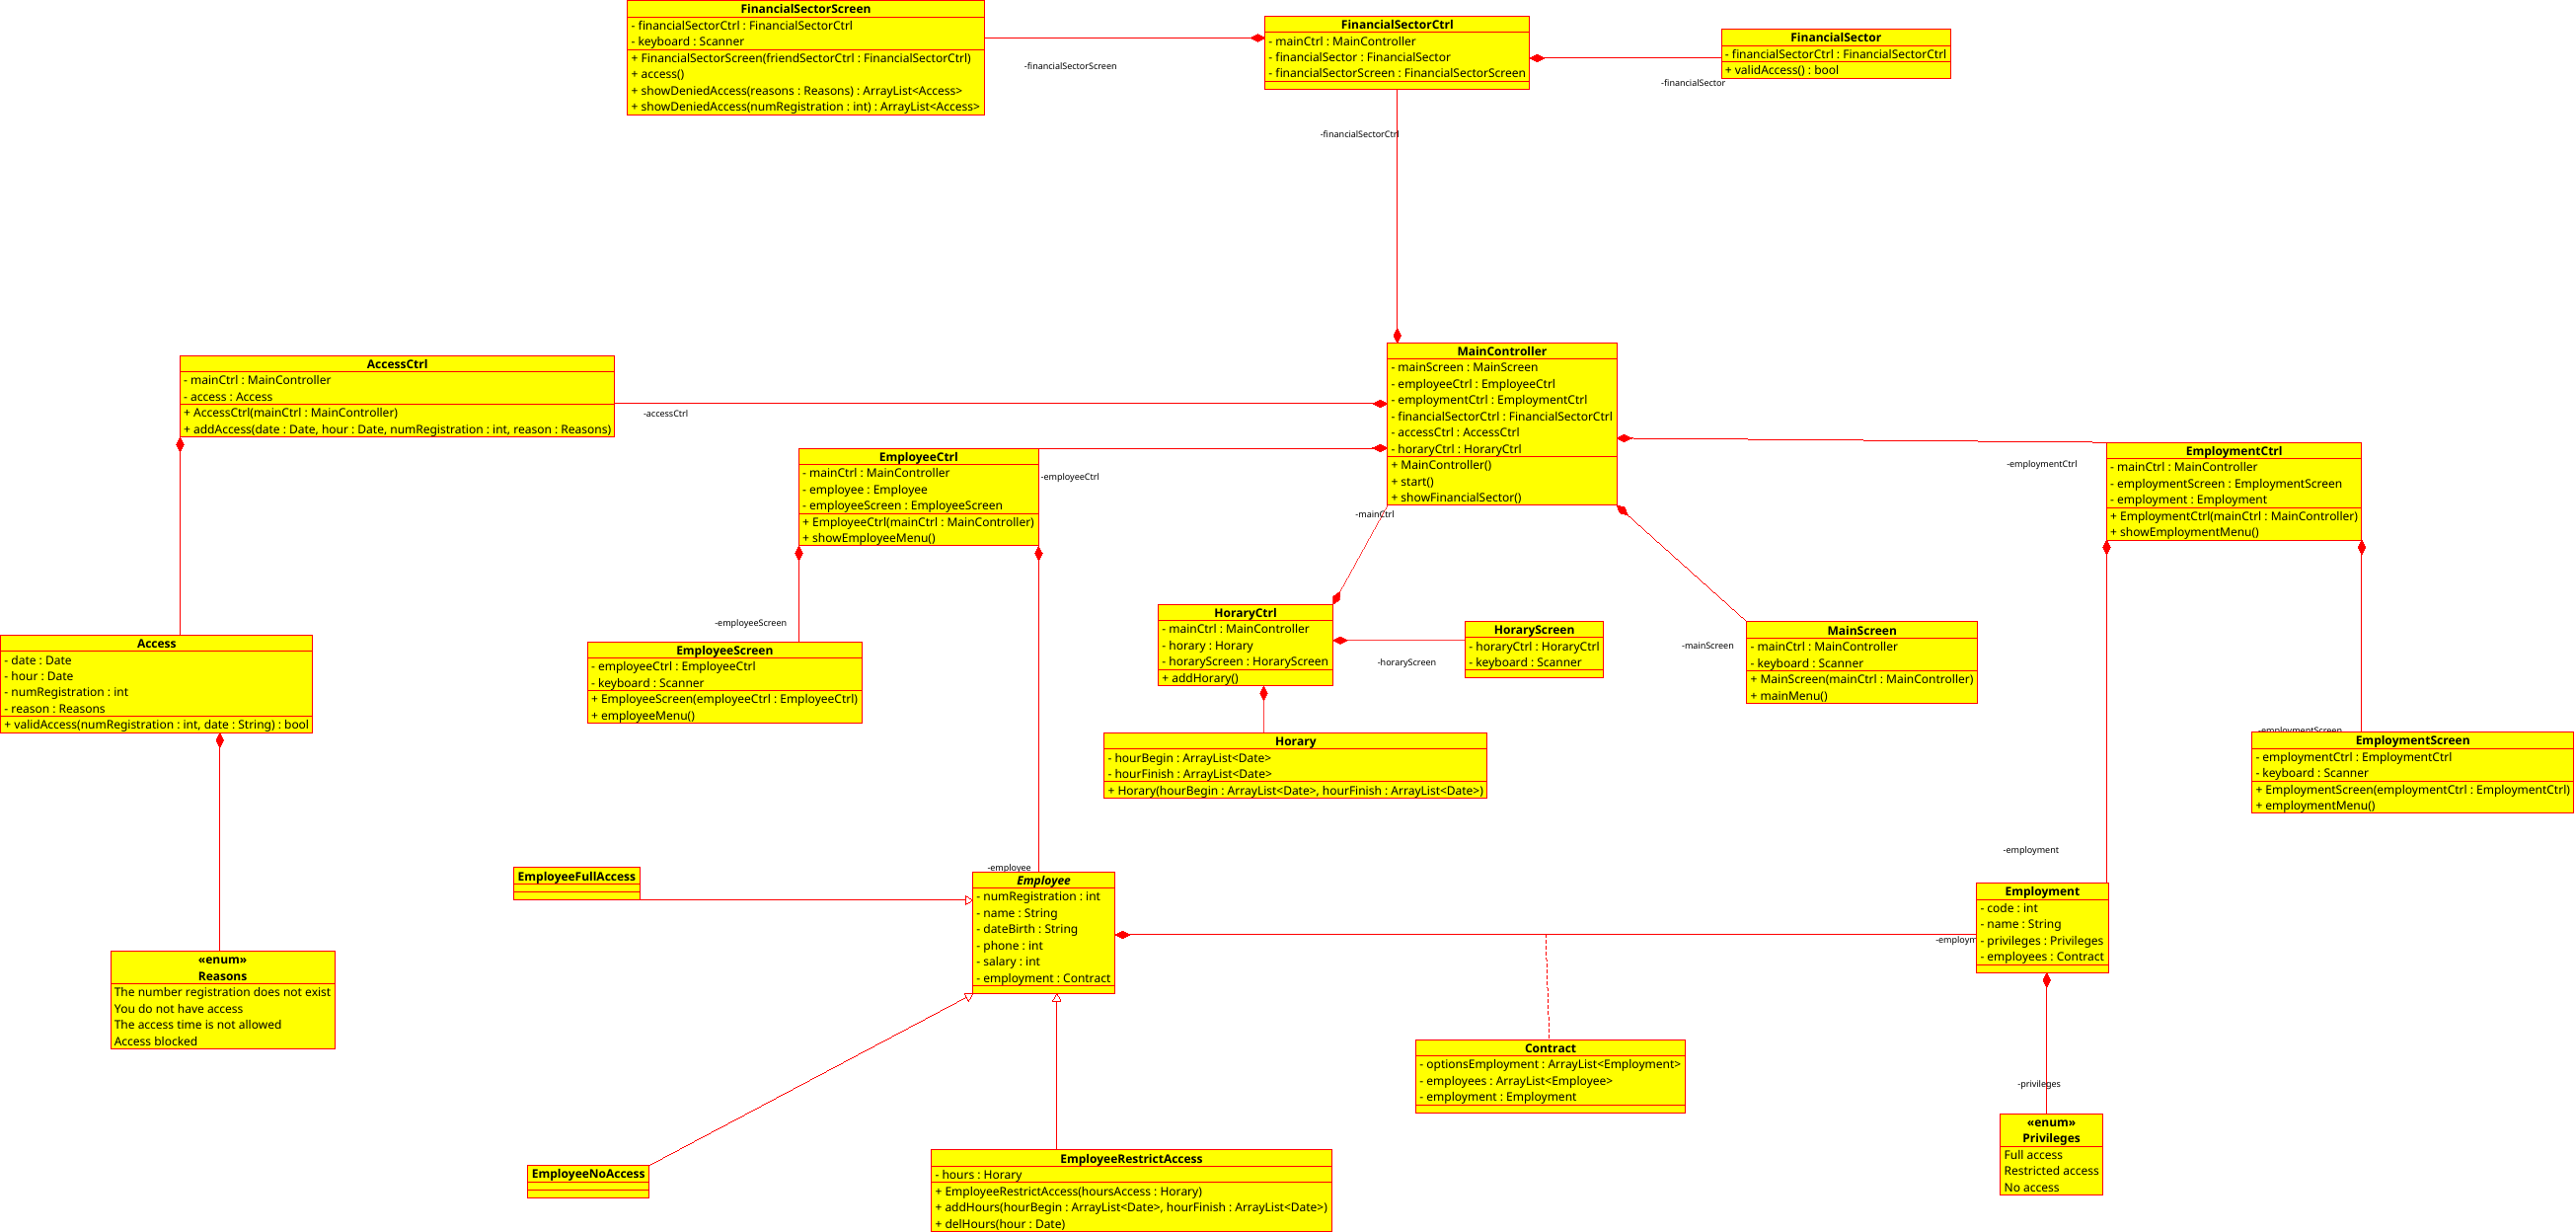 FinancialSectorScreen
- financialSectorCtrl : FinancialSectorCtrl
- keyboard : Scanner
+ FinancialSectorScreen(friendSectorCtrl : FinancialSectorCtrl)
+ access()
+ showDeniedAccess(reasons : Reasons) : ArrayList<Access>
+ showDeniedAccess(numRegistration : int) : ArrayList<Access>
-financialSectorScreen
FinancialSectorCtrl
- mainCtrl : MainController
- financialSector : FinancialSector
- financialSectorScreen : FinancialSectorScreen
FinancialSector
- financialSectorCtrl : FinancialSectorCtrl
+ validAccess() : bool
-financialSector
-financialSectorCtrl
AccessCtrl
- mainCtrl : MainController
- access : Access
+ AccessCtrl(mainCtrl : MainController)
+ addAccess(date : Date, hour : Date, numRegistration : int, reason : Reasons)
-accessCtrl
MainController
- mainScreen : MainScreen
- employeeCtrl : EmployeeCtrl
- employmentCtrl : EmploymentCtrl
- financialSectorCtrl : FinancialSectorCtrl
- accessCtrl : AccessCtrl
- horaryCtrl : HoraryCtrl
+ MainController()
+ start()
+ showFinancialSector()
EmployeeCtrl
- mainCtrl : MainController
- employee : Employee
- employeeScreen : EmployeeScreen
+ EmployeeCtrl(mainCtrl : MainController)
+ showEmployeeMenu()
-employeeCtrl
-mainCtrl
-employmentCtrl
EmploymentCtrl
- mainCtrl : MainController
- employmentScreen : EmploymentScreen
- employment : Employment
+ EmploymentCtrl(mainCtrl : MainController)
+ showEmploymentMenu()
Access
- date : Date
- hour : Date
- numRegistration : int
- reason : Reasons
+ validAccess(numRegistration : int, date : String) : bool
-employeeScreen
EmployeeScreen
- employeeCtrl : EmployeeCtrl
- keyboard : Scanner
+ EmployeeScreen(employeeCtrl : EmployeeCtrl)
+ employeeMenu()
HoraryCtrl
- mainCtrl : MainController
- horary : Horary
- horaryScreen : HoraryScreen
+ addHorary()
-horaryScreen
HoraryScreen
- horaryCtrl : HoraryCtrl
- keyboard : Scanner
-mainScreen
MainScreen
- mainCtrl : MainController
- keyboard : Scanner
+ MainScreen(mainCtrl : MainController)
+ mainMenu()
Horary
- hourBegin : ArrayList<Date>
- hourFinish : ArrayList<Date>
+ Horary(hourBegin : ArrayList<Date>, hourFinish : ArrayList<Date>)
-employmentScreen
EmploymentScreen
- employmentCtrl : EmploymentCtrl
- keyboard : Scanner
+ EmploymentScreen(employmentCtrl : EmploymentCtrl)
+ employmentMenu()
-employment
EmployeeFullAccess
-employee
Employee
- numRegistration : int
- name : String
- dateBirth : String
- phone : int
- salary : int
- employment : Contract
-employm
Employment
- code : int
- name : String
- privileges : Privileges
- employees : Contract
«enum»
Reasons
The number registration does not exist
You do not have access
The access time is not allowed
Access blocked
Contract
- optionsEmployment : ArrayList<Employment>
- employees : ArrayList<Employee>
- employment : Employment
-privileges
«enum»
Privileges
Full access
Restricted access
No access
EmployeeNoAccess
EmployeeRestrictAccess
- hours : Horary
+ EmployeeRestrictAccess(hoursAccess : Horary)
+ addHours(hourBegin : ArrayList<Date>, hourFinish : ArrayList<Date>)
+ delHours(hour : Date)